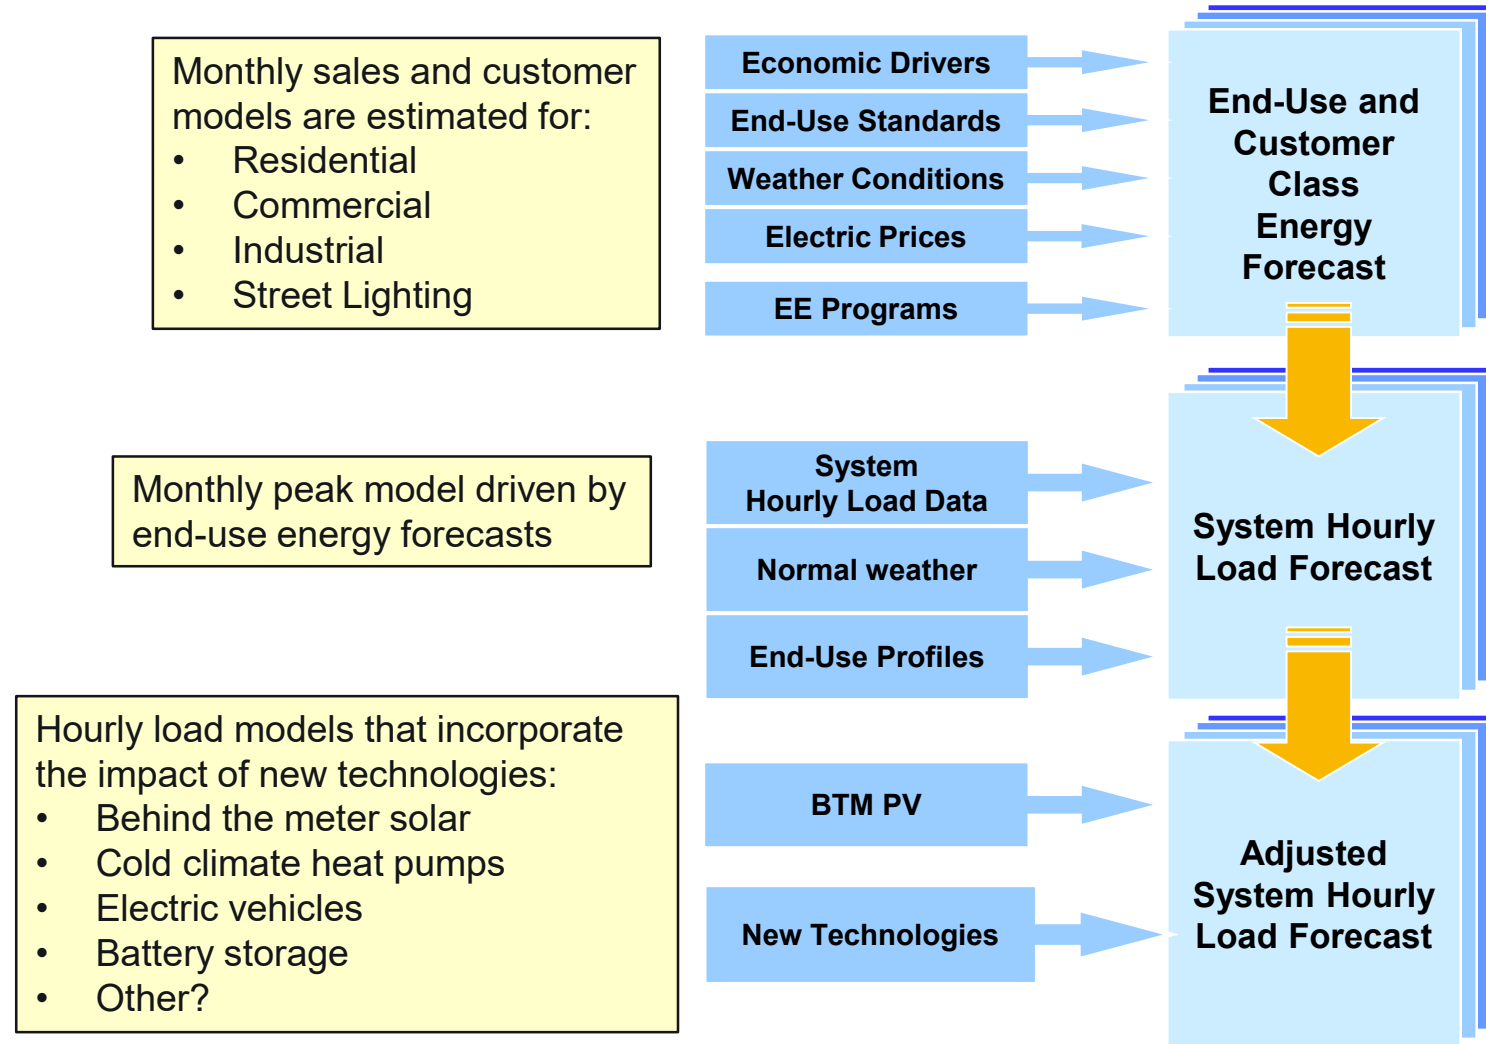 Monthly sales and customer
models are estimated for:
• Residential
• Commercial
• Industrial
• Street Lighting
Economic Drivers
End-Use Standards
Weather Conditions
Electric Prices
EE Programs
End-Use and
Customer
Class
Energy
Forecast
Monthly peak model driven by
end-use energy forecasts
System
Hourly Load Data
Normal weather
End-Use Profiles
System Hourly
Load Forecast
Hourly load models that incorporate
the impact of new technologies:
• Behind the meter solar
• Cold climate heat pumps
• Electric vehicles
• Battery storage
• Other?
BTM PV
New Technologies
Adjusted
System Hourly
Load Forecast